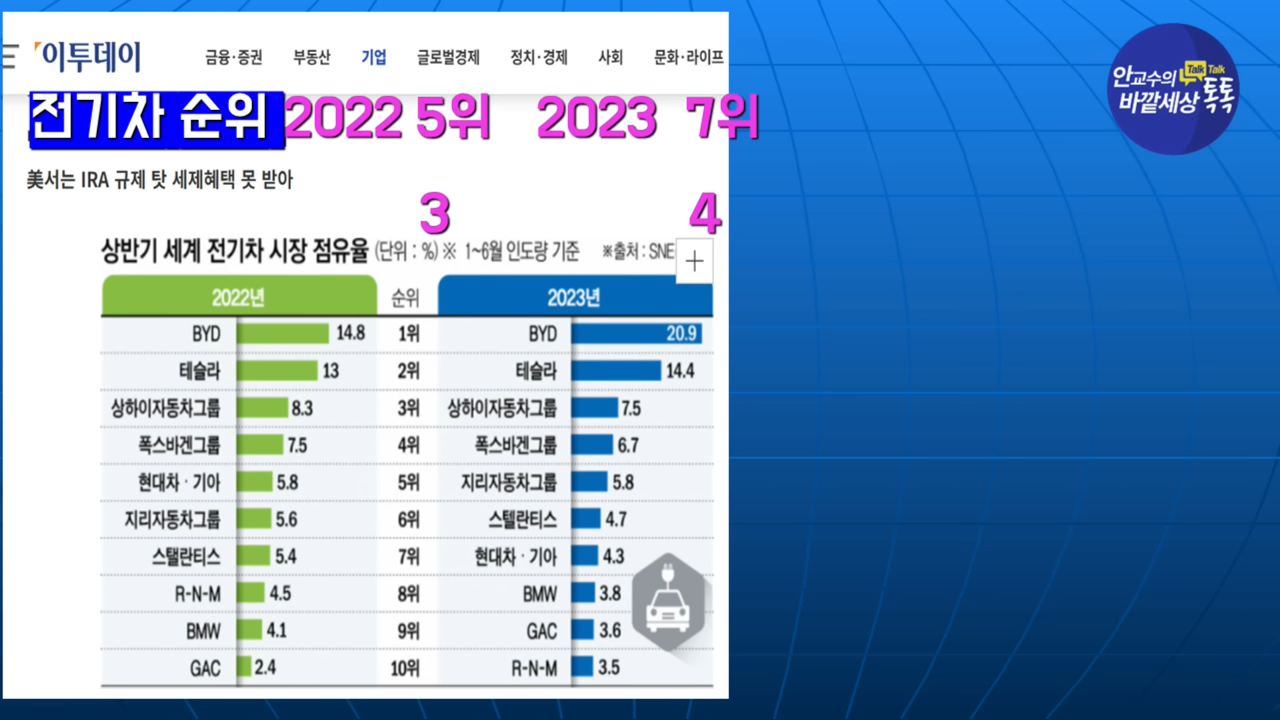 이투데이 금융·증권 부동산 기업 글로벌경제 정치·경제 사회 문화·라이프
안교수의 Talk Talk
바깥세상 톡톡
전기차 순위 2022 5위 2023 7위
美서는 IRA 규제 탓 세제혜택 못 받아
3 4
상반기 세계 전기차 시장 점유율 (단위 : %) ※ 1~6월 인도량 기준 ※출처 : SNE
2022년 순위 2023년
BYD 14.8 1위 BYD 20.9
테슬라 13 2위 테슬라 14.4
상하이자동차그룹 8.3 3위 상하이자동차그룹 7.5
폭스바겐그룹 7.5 4위 폭스바겐그룹 6.7
현대차·기아 5.8 5위 지리자동차그룹 5.8
지리자동차그룹 5.6 6위 스텔란티스 4.7
스탤란티스 5.4 7위 현대차·기아 4.3
R-N-M 4.5 8위 BMW 3.8
BMW 4.1 9위 GAC 3.6
GAC 2.4 10위 R-N-M 3.5